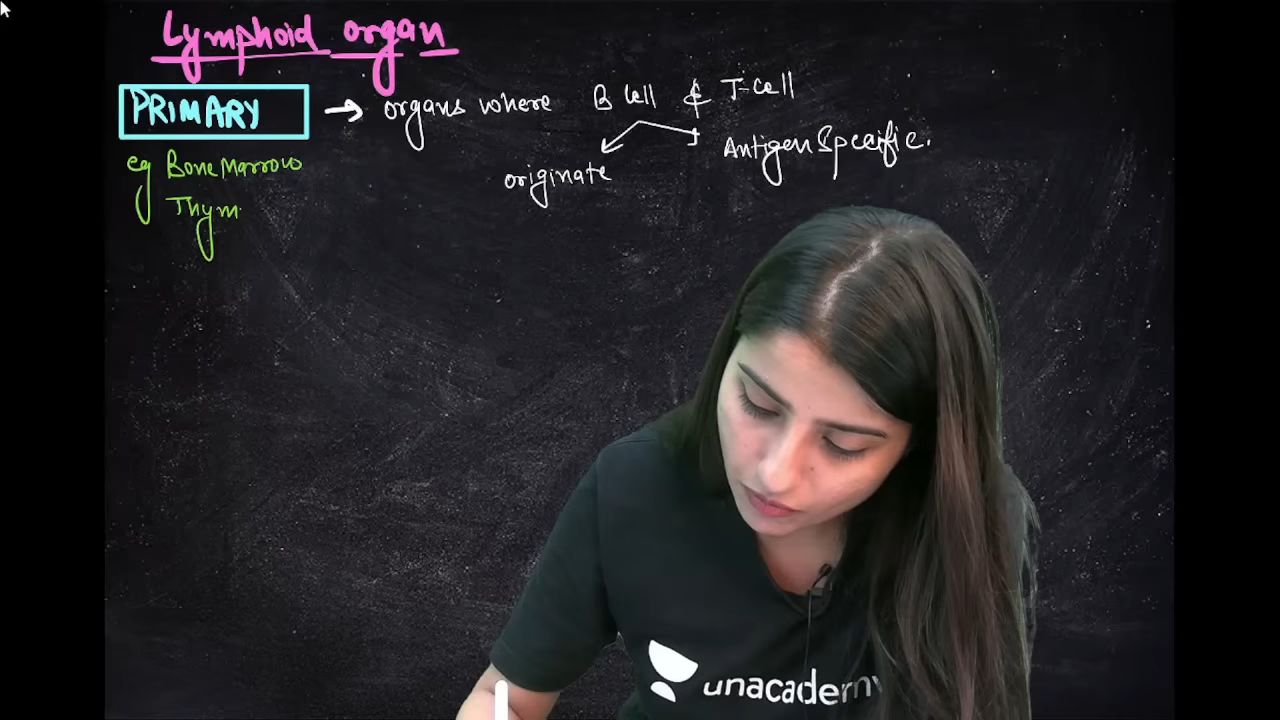 Lymphoid organ
PRIMARY → organs where B Cell & T-Cell
originate
Antigen Specific.
eg Bone Marrow
Thym
unacademy